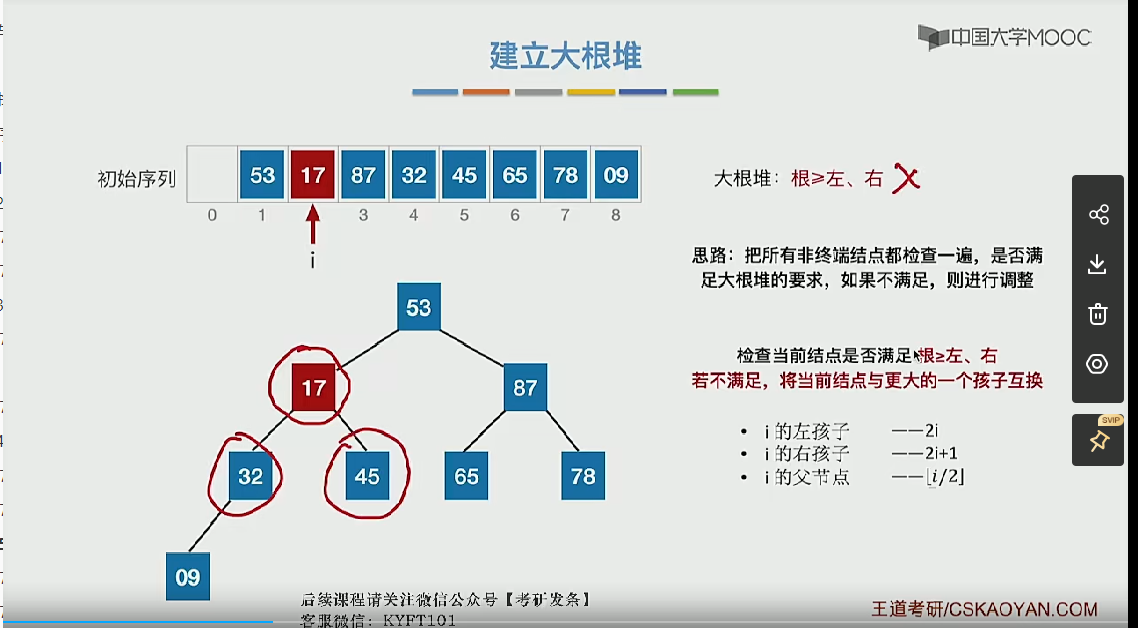 中国大学MOOC
建立大根堆
初始序列 53 17 87 32 45 65 78 09
0 1 3 4 5 6 7 8
i
大根堆：根≥左、右
思路：把所有非终端结点都检查一遍，是否满
足大根堆的要求，如果不满足，则进行调整
53
17 87
32 45 65 78
09
检查当前结点是否满足根≥左、右
若不满足，将当前结点与更大的一个孩子互换
• i 的左孩子 ——2i
• i 的右孩子 ——2i+1
• i 的父节点 ——⌊i/2⌋
SVIP
后续课程请关注微信公众号【考研发条】
客服微信：KYFT101
王道考研/CSKAOYAN.COM